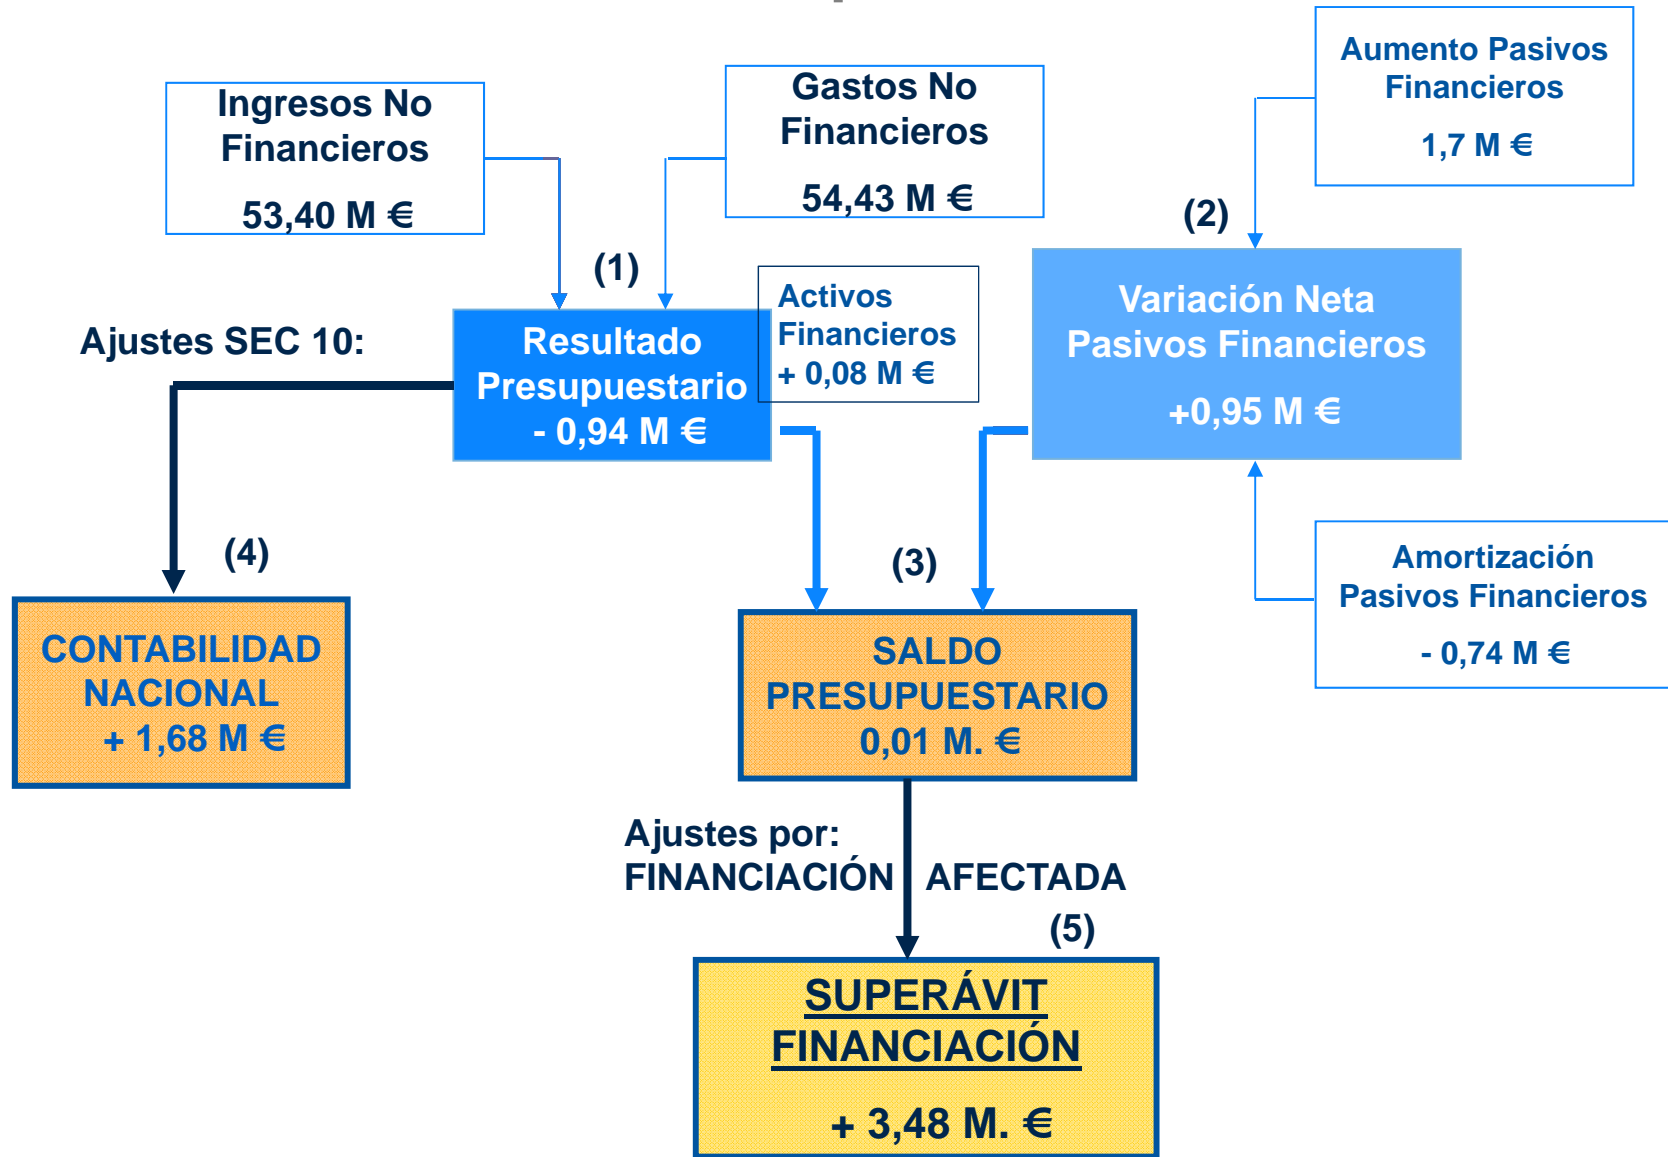 Ingresos No
Financieros
53,40 M €
Gastos No
Financieros
54,43 M €
Aumento Pasivos
Financieros
1,7 M €
(1)
(2)
Ajustes SEC 10:
Resultado
Presupuestario
- 0,94 M €
Activos
Financieros
+ 0,08 M €
Variación Neta
Pasivos Financieros
+0,95 M €
(4)
(3)
Amortización
Pasivos Financieros
- 0,74 M €
CONTABILIDAD
NACIONAL
+ 1,68 M €
SALDO
PRESUPUESTARIO
0,01 M. €
Ajustes por:
FINANCIACIÓN AFECTADA
(5)
SUPERÁVIT
FINANCIACIÓN
+ 3,48 M. €